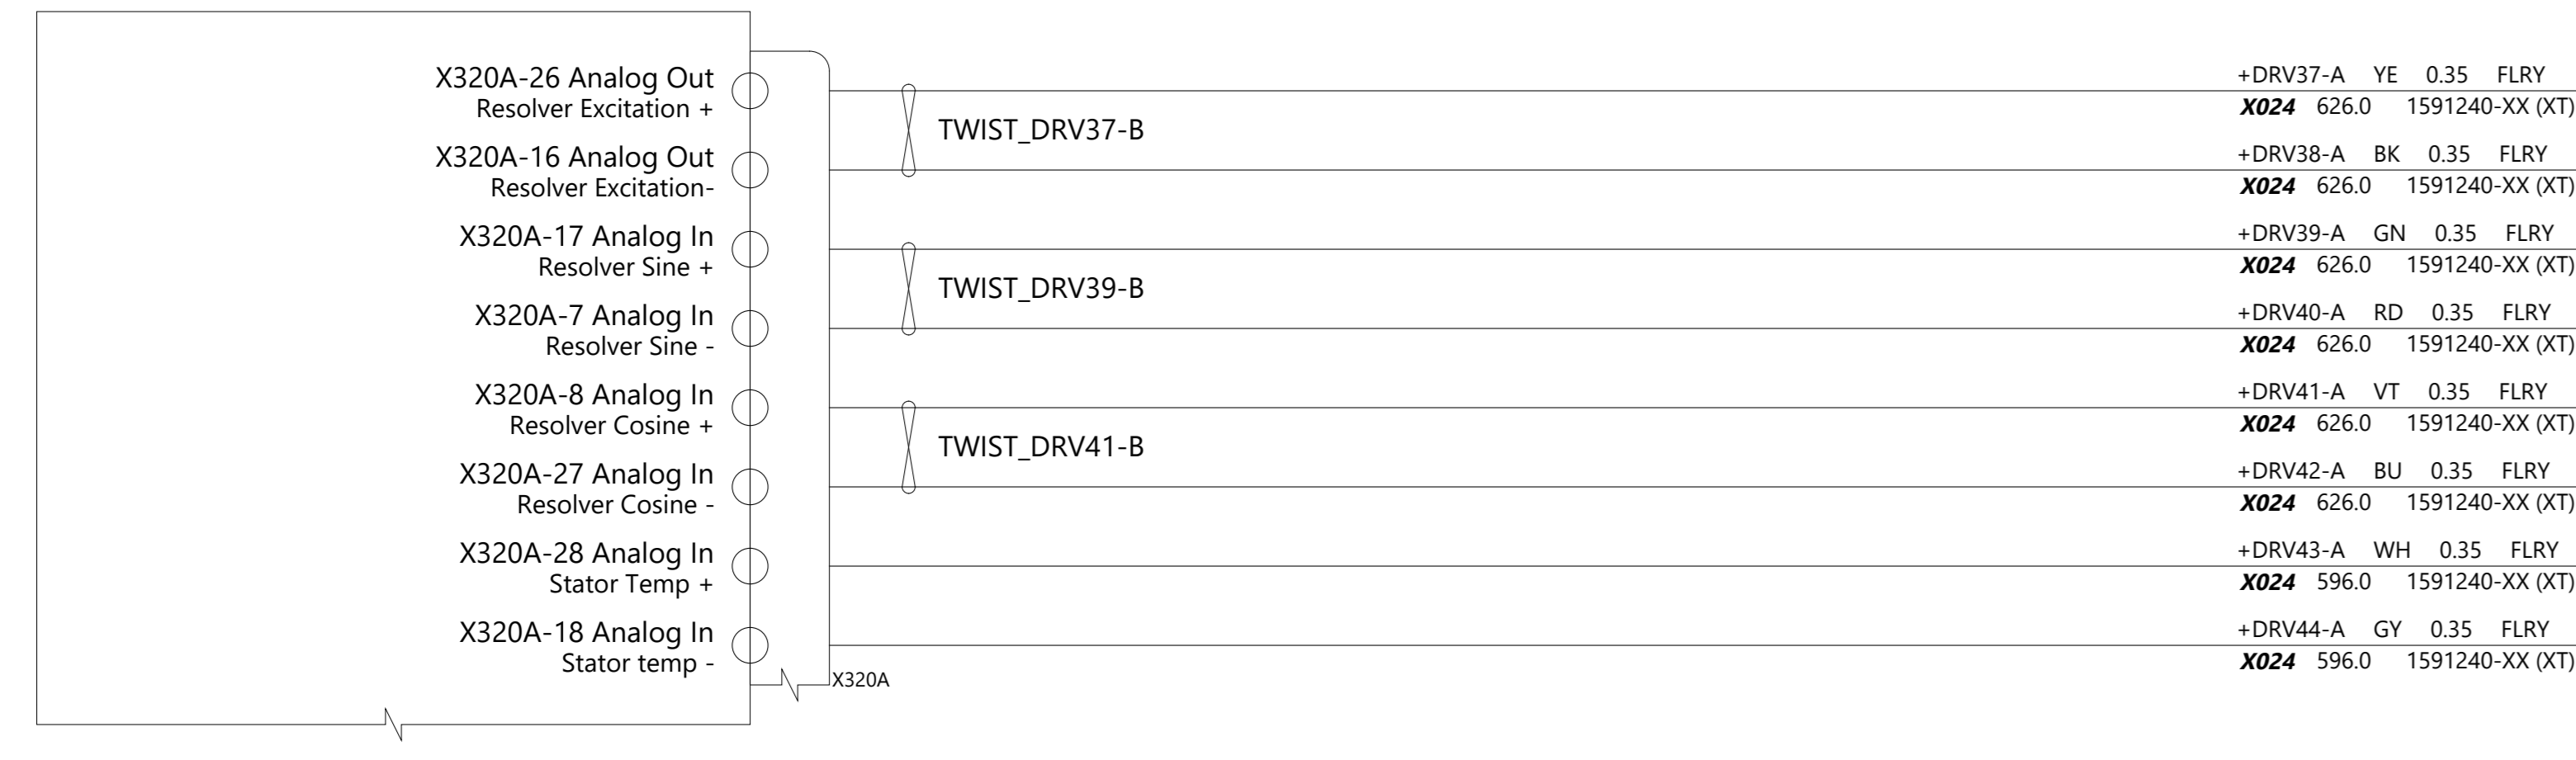 X320A-26 Analog Out
Resolver Excitation +
+DRV37-A YE 0.35 FLRY
X024 626.0 1591240-XX (XT)
TWIST_DRV37-B
X320A-16 Analog Out
Resolver Excitation-
+DRV38-A BK 0.35 FLRY
X024 626.0 1591240-XX (XT)
X320A-17 Analog In
Resolver Sine +
+DRV39-A GN 0.35 FLRY
X024 626.0 1591240-XX (XT)
TWIST_DRV39-B
X320A-7 Analog In
Resolver Sine -
+DRV40-A RD 0.35 FLRY
X024 626.0 1591240-XX (XT)
X320A-8 Analog In
Resolver Cosine +
+DRV41-A VT 0.35 FLRY
X024 626.0 1591240-XX (XT)
TWIST_DRV41-B
X320A-27 Analog In
Resolver Cosine -
+DRV42-A BU 0.35 FLRY
X024 626.0 1591240-XX (XT)
X320A-28 Analog In
Stator Temp +
+DRV43-A WH 0.35 FLRY
X024 596.0 1591240-XX (XT)
X320A-18 Analog In
Stator temp -
+DRV44-A GY 0.35 FLRY
X024 596.0 1591240-XX (XT)
X320A